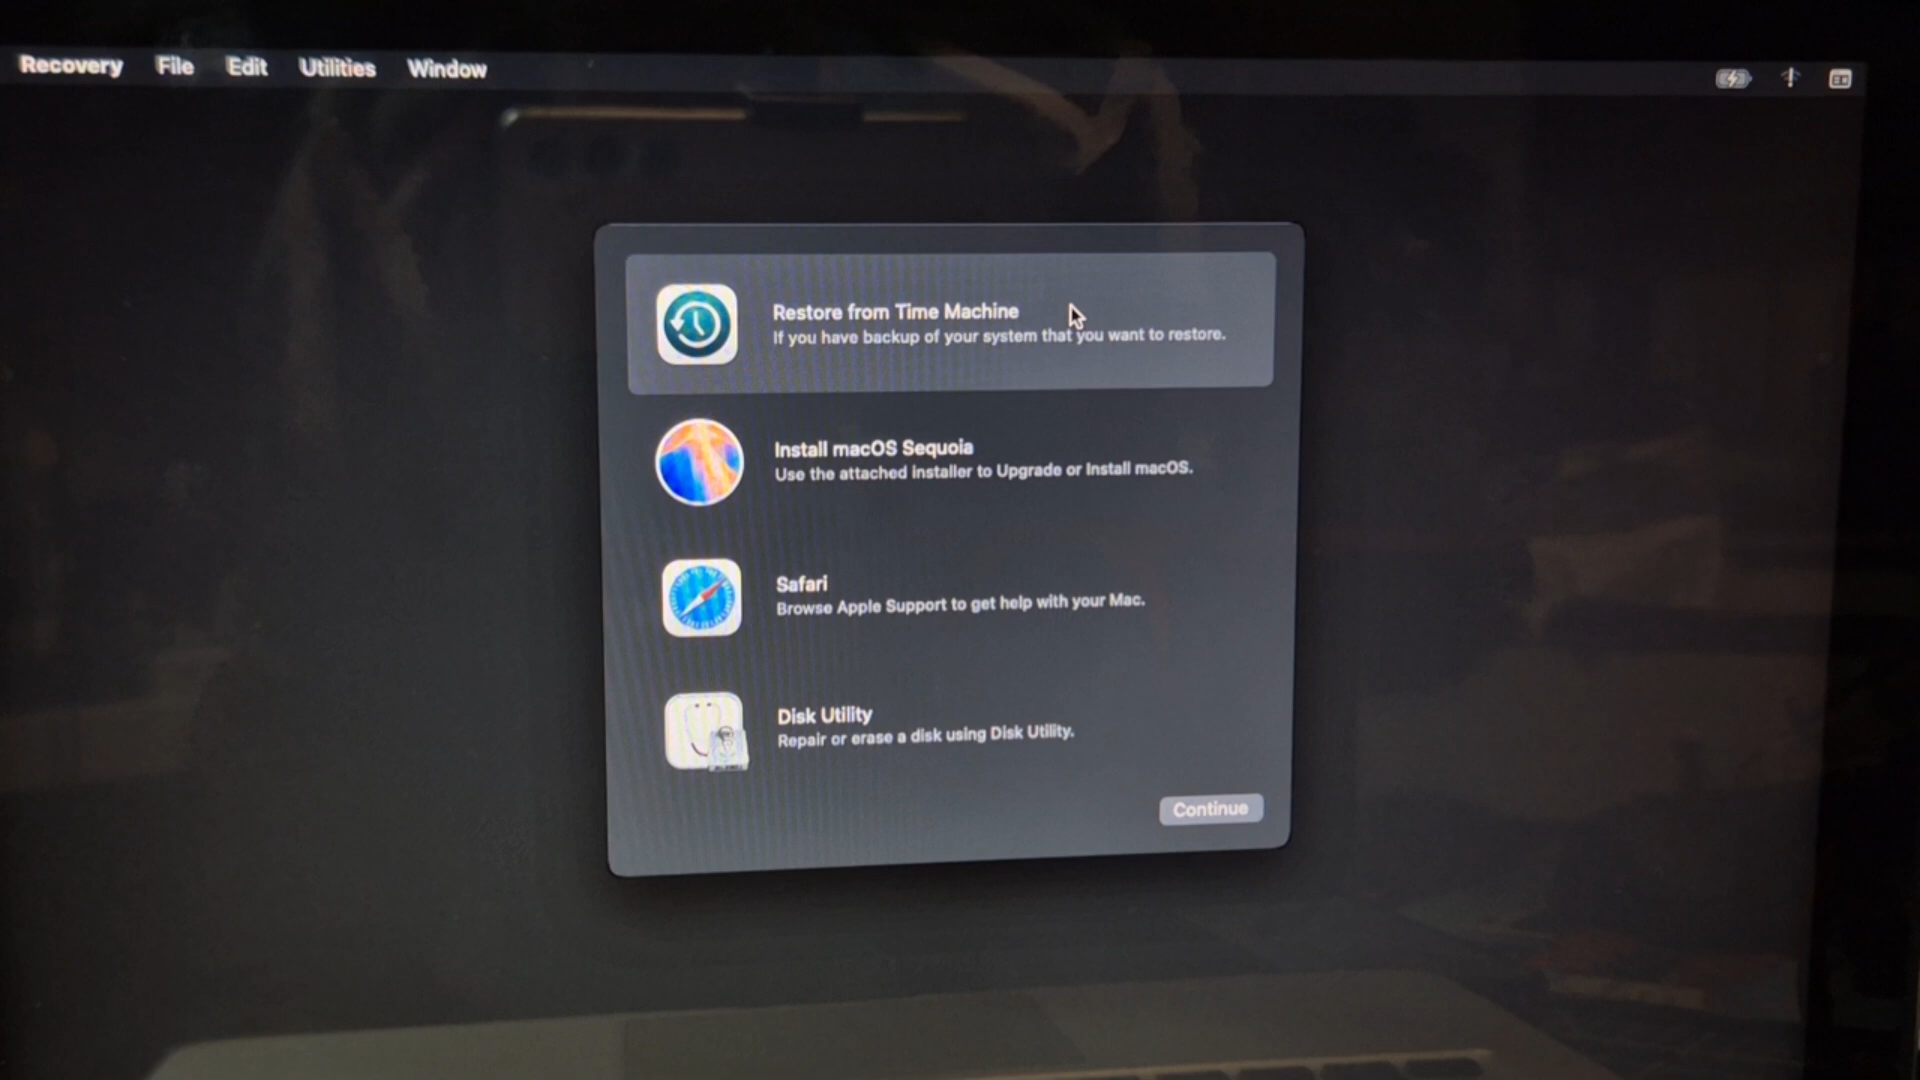 Recovery File Edit Utilities Window
Restore from Time Machine
If you have backup of your system that you want to restore.
Install macOS Sequoia
Use the attached installer to Upgrade or Install macOS.
Safari
Browse Apple Support to get help with your Mac.
Disk Utility
Repair or erase a disk using Disk Utility.
Continue